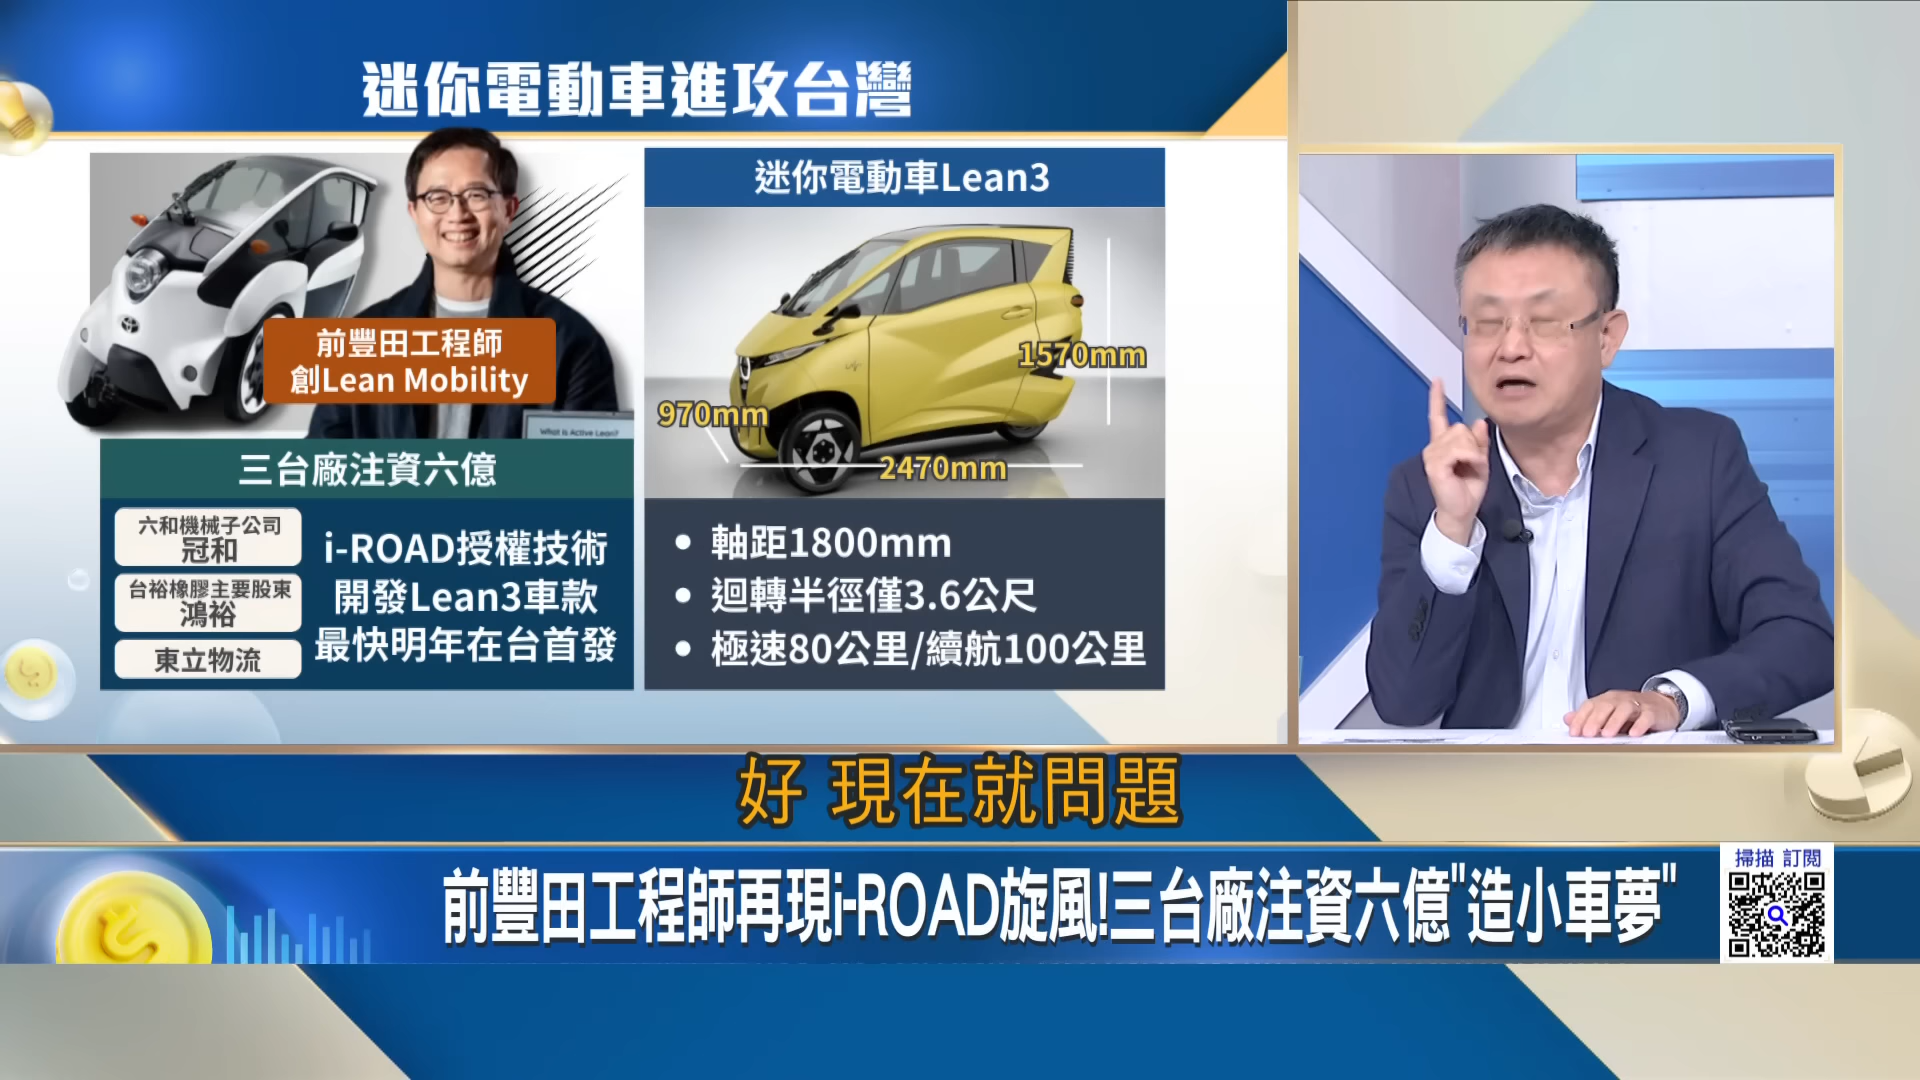 迷你電動車進攻台灣
前豐田工程師
創Lean Mobility
What is Active Lean?
三台廠注資六億
六和機械子公司
冠和
台裕橡膠主要股東
鴻裕
東立物流
i-ROAD授權技術
開發Lean3車款
最快明年在台首發
迷你電動車Lean3
1570mm
970mm
2470mm
• 軸距1800mm
• 迴轉半徑僅3.6公尺
• 極速80公里/續航100公里
好 現在就問題
前豐田工程師再現i-ROAD旋風!三台廠注資六億"造小車夢"
掃描 訂閱